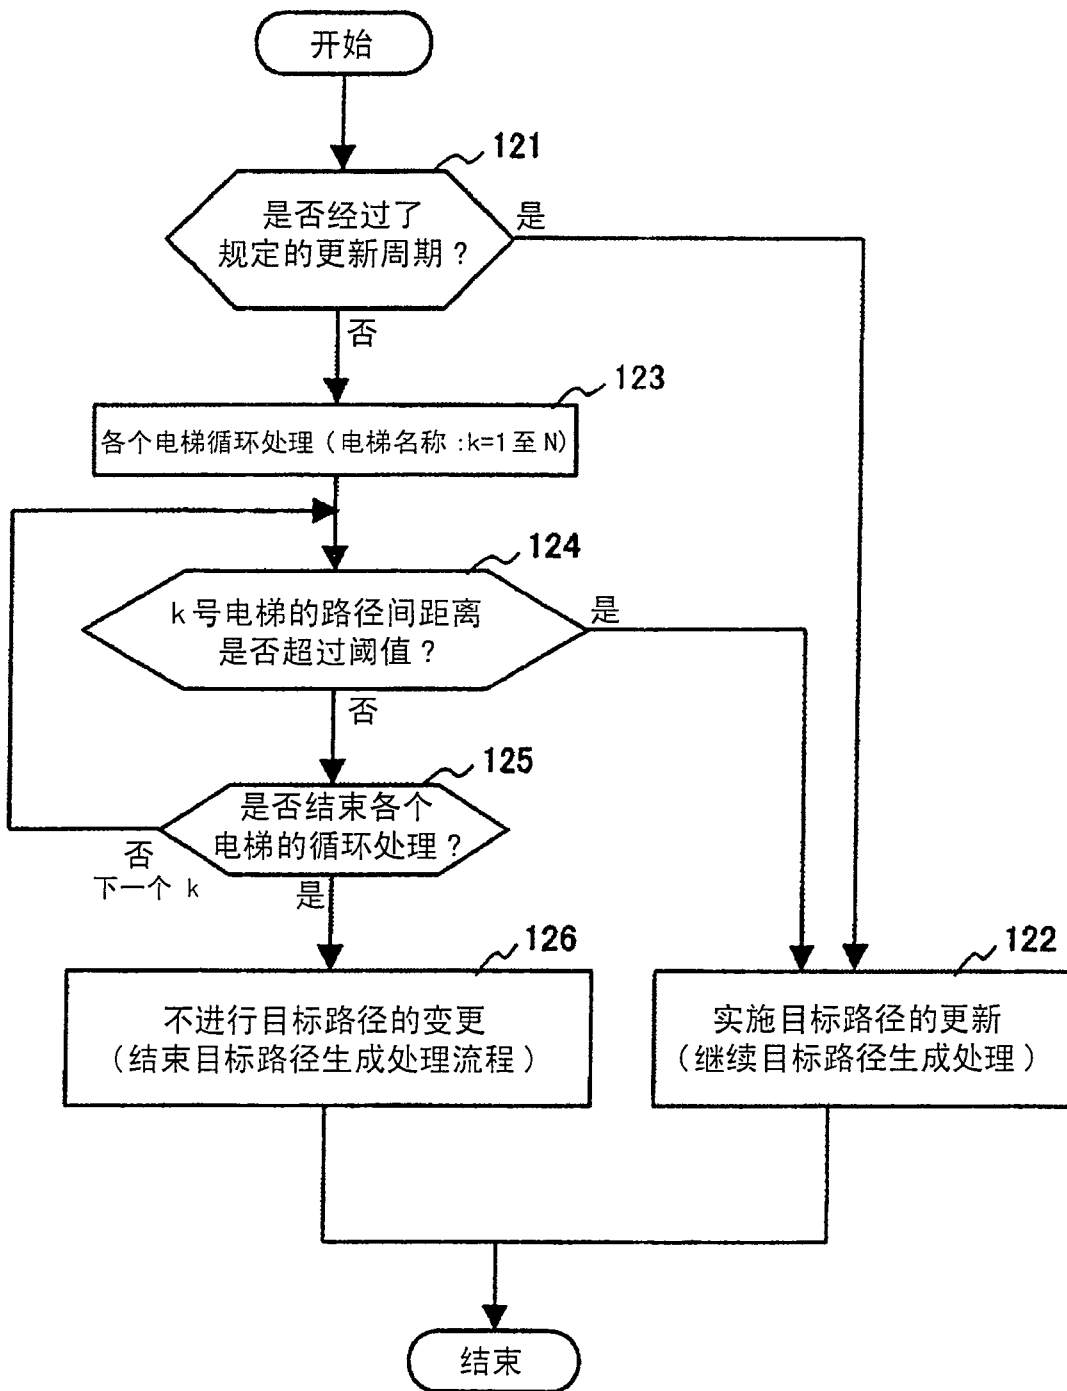 开始
121
是否经过了
规定的更新周期？
是
否
123
各个电梯循环处理（电梯名称:k=1至N)
124
k号电梯的路径间距离
是否超过阈值？
是
否
125
是否结束各个
电梯的循环处理？
否
下一个 k
是
126
不进行目标路径的变更
（结束目标路径生成处理流程）
122
实施目标路径的更新
（继续目标路径生成处理）
结束